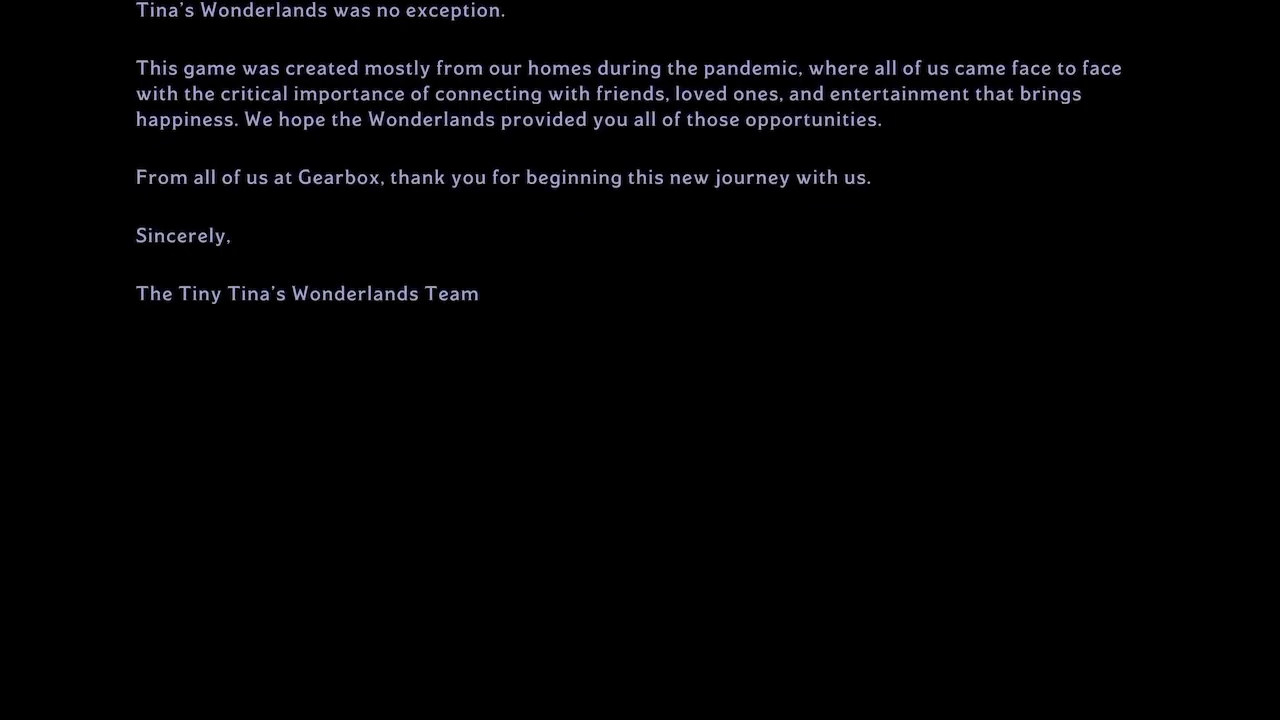 Tina's Wonderlands was no exception.
This game was created mostly from our homes during the pandemic, where all of us came face to face
with the critical importance of connecting with friends, loved ones, and entertainment that brings
happiness. We hope the Wonderlands provided you all of those opportunities.
From all of us at Gearbox, thank you for beginning this new journey with us.
Sincerely,
The Tiny Tina's Wonderlands Team